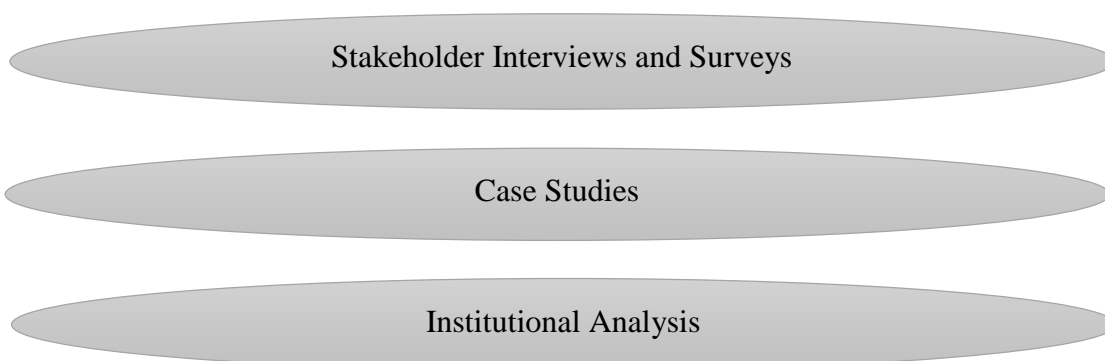 Stakeholder Interviews and Surveys
Case Studies
Institutional Analysis